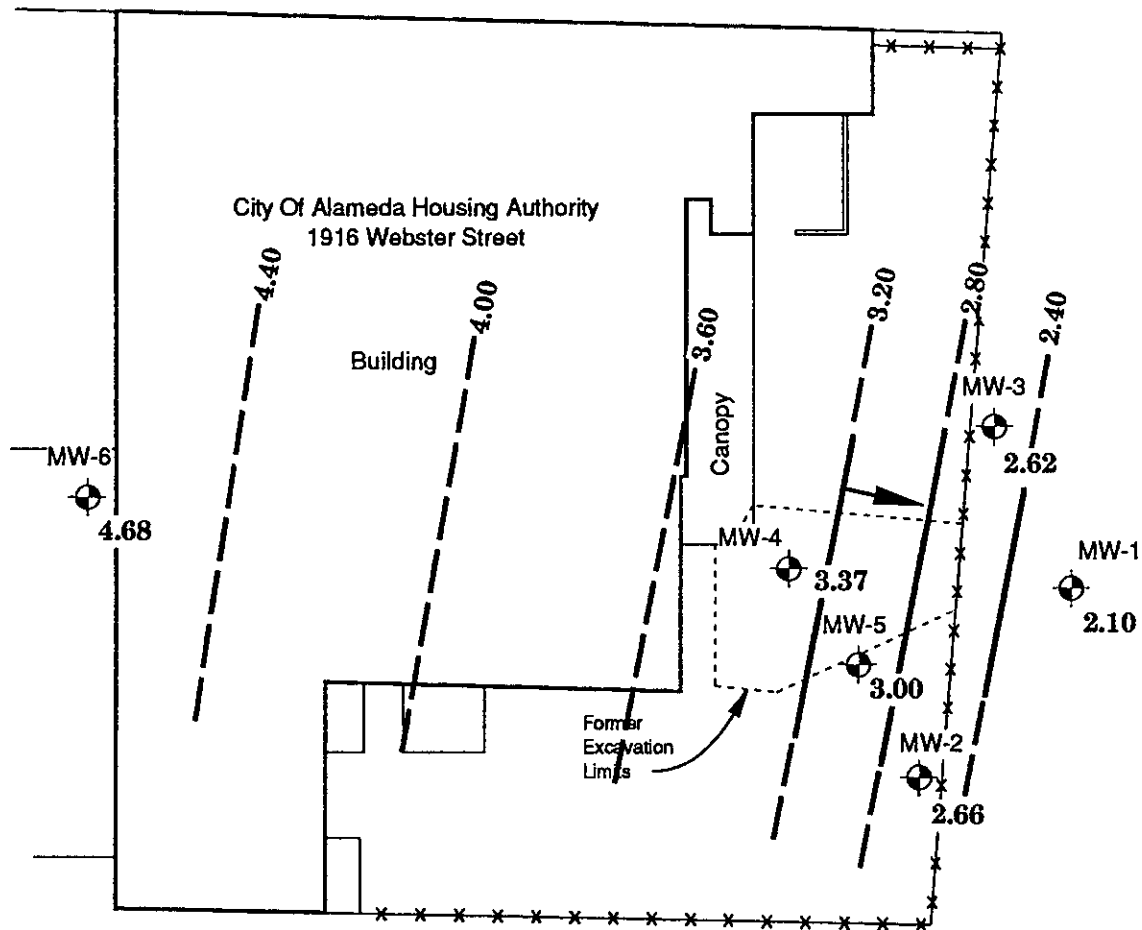 City Of Alameda Housing Authority
1916 Webster Street
4.40
4.00
3.60
3.20
2.80
2.40
Building
Canopy
MW-3
2.62
MW-6
4.68
MW-4
3.37
MW-1
2.10
MW-5
3.00
Former
Excavation
Limits
MW-2
2.66